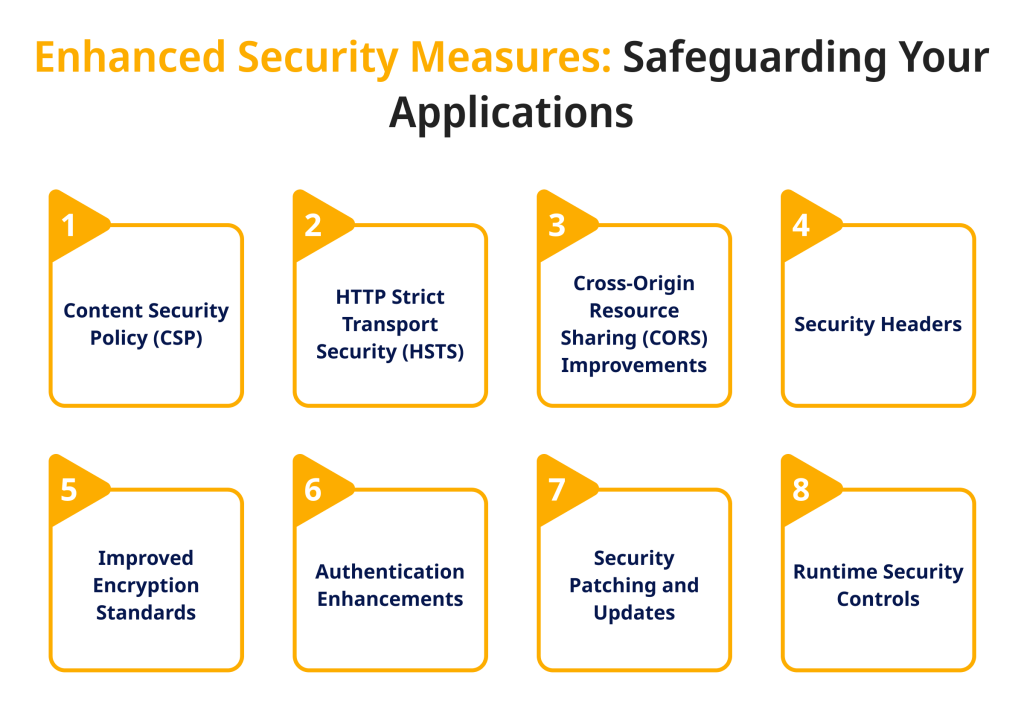 Enhanced Security Measures: Safeguarding Your
Applications
1
Content Security
Policy (CSP)
2
HTTP Strict
Transport
Security (HSTS)
3
Cross-Origin
Resource
Sharing (CORS)
Improvements
4
Security Headers
5
Improved
Encryption
Standards
6
Authentication
Enhancements
7
Security
Patching and
Updates
8
Runtime Security
Controls